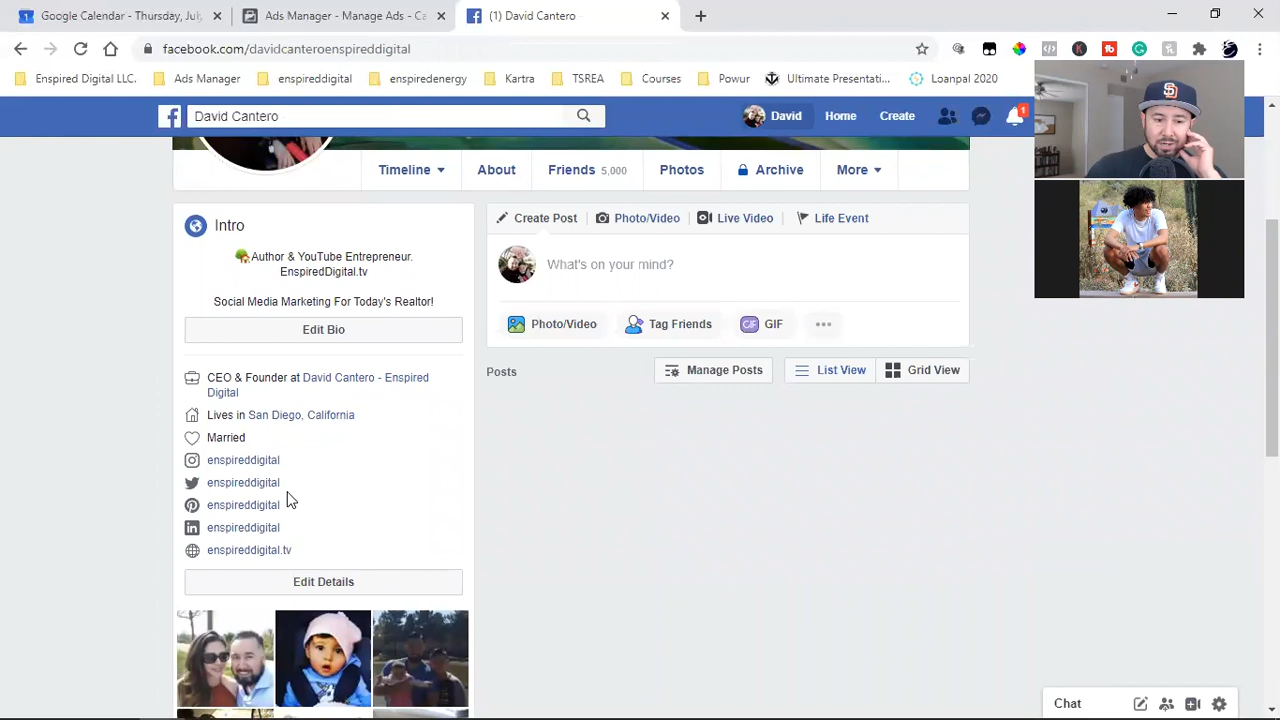 Google Calendar - Thursday, July
Ads Manager - Manage Ads - Ca
(1) David Cantero
facebook.com/davidcanteroenspireddigital
Enspired Digital LLC.
Ads Manager
enspireddigital
enspiredenergy
Kartra
TSREA
Courses
Powur
Ultimate Presentati...
Loanpal 2020
David Cantero
David
Home
Create
1
Timeline
About
Friends 5,000
Photos
Archive
More
Intro
Author & YouTube Entrepreneur.
EnspiredDigital.tv
Social Media Marketing For Today's Realtor!
Edit Bio
CEO & Founder at David Cantero - Enspired
Digital
Lives in San Diego, California
Married
enspireddigital
enspireddigital
enspireddigital
enspireddigital
enspireddigital.tv
Edit Details
Create Post
Photo/Video
Live Video
Life Event
What's on your mind?
Photo/Video
Tag Friends
GIF
Posts
Manage Posts
List View
Grid View
Chat